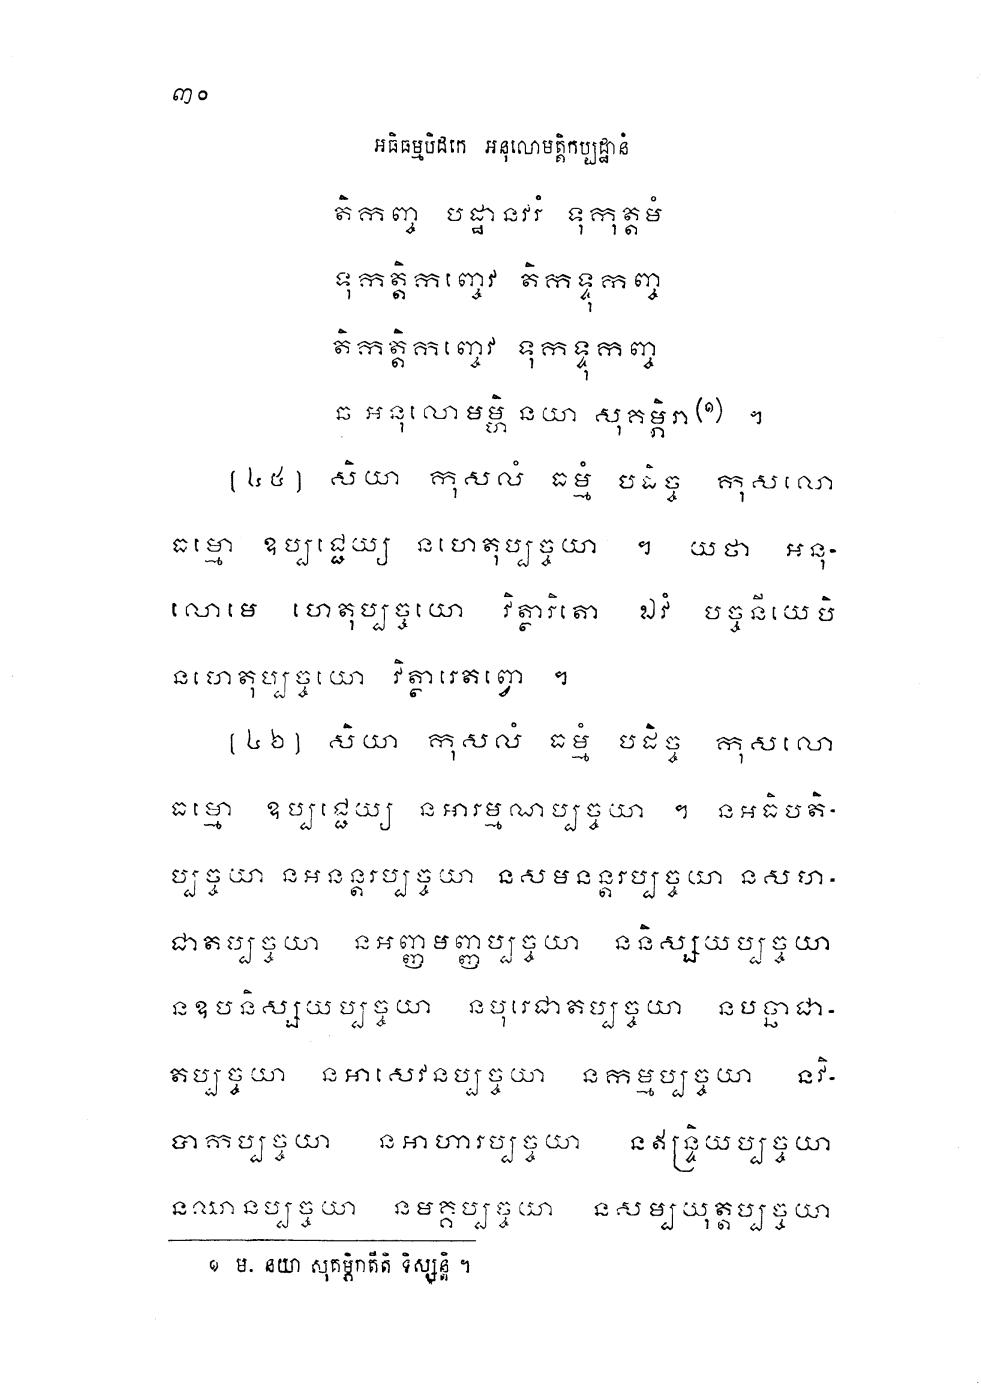 ៣០
អភិធម្មបិដកេ អនុលោមត្តិកប្បដ្ឋានំ
តិកញ្ច បដ្ឋានវរំ ទុកុត្តមំ
ទុកត្តិកញ្ចេវ តិកទ្ទុកញ្ច
តិកត្តិកញ្ចេវ ទុកទ្ទុកញ្ច
ឆ អនុលោមម្ហិ នយា សុគម្ភិរា(១) ។
(៤៥) សិយា កុសលំ ធម្មំ បដិច្ច កុសលោ
ធម្មោ ឧប្បជ្ជេយ្យ នហេតុប្បច្ចយា ។ យថា អនុ-
លោមេ ហេតុប្បច្ចយោ វិត្ថារិតោ ឯវំ បច្ចនីយេបិ
នហេតុប្បច្ចយោ វិត្ថារេតព្វោ ។
(៤៦) សិយា កុសលំ ធម្មំ បដិច្ច កុសលោ
ធម្មោ ឧប្បជ្ជេយ្យ នអារម្មណប្បច្ចយា ។ នអធិបតិ-
ប្បច្ចយា នអនន្តរប្បច្ចយា នសមនន្តរប្បច្ចយា នសហ-
ជាតប្បច្ចយា នអញ្ញមញ្ញប្បច្ចយា ននិស្សយប្បច្ចយា
នឧបនិស្សយប្បច្ចយា នបុរេជាតប្បច្ចយា នបច្ឆាជា-
តប្បច្ចយា នអាសេវនប្បច្ចយា នកម្មប្បច្ចយា នវិ-
បាកប្បច្ចយា នអាហារប្បច្ចយា នឥន្ទ្រិយប្បច្ចយា
នឈានប្បច្ចយា នមគ្គប្បច្ចយា នសម្បយុត្តប្បច្ចយា
១ ម. នយា សុគម្ភិរាតីតិ ទិស្សន្តិ ។